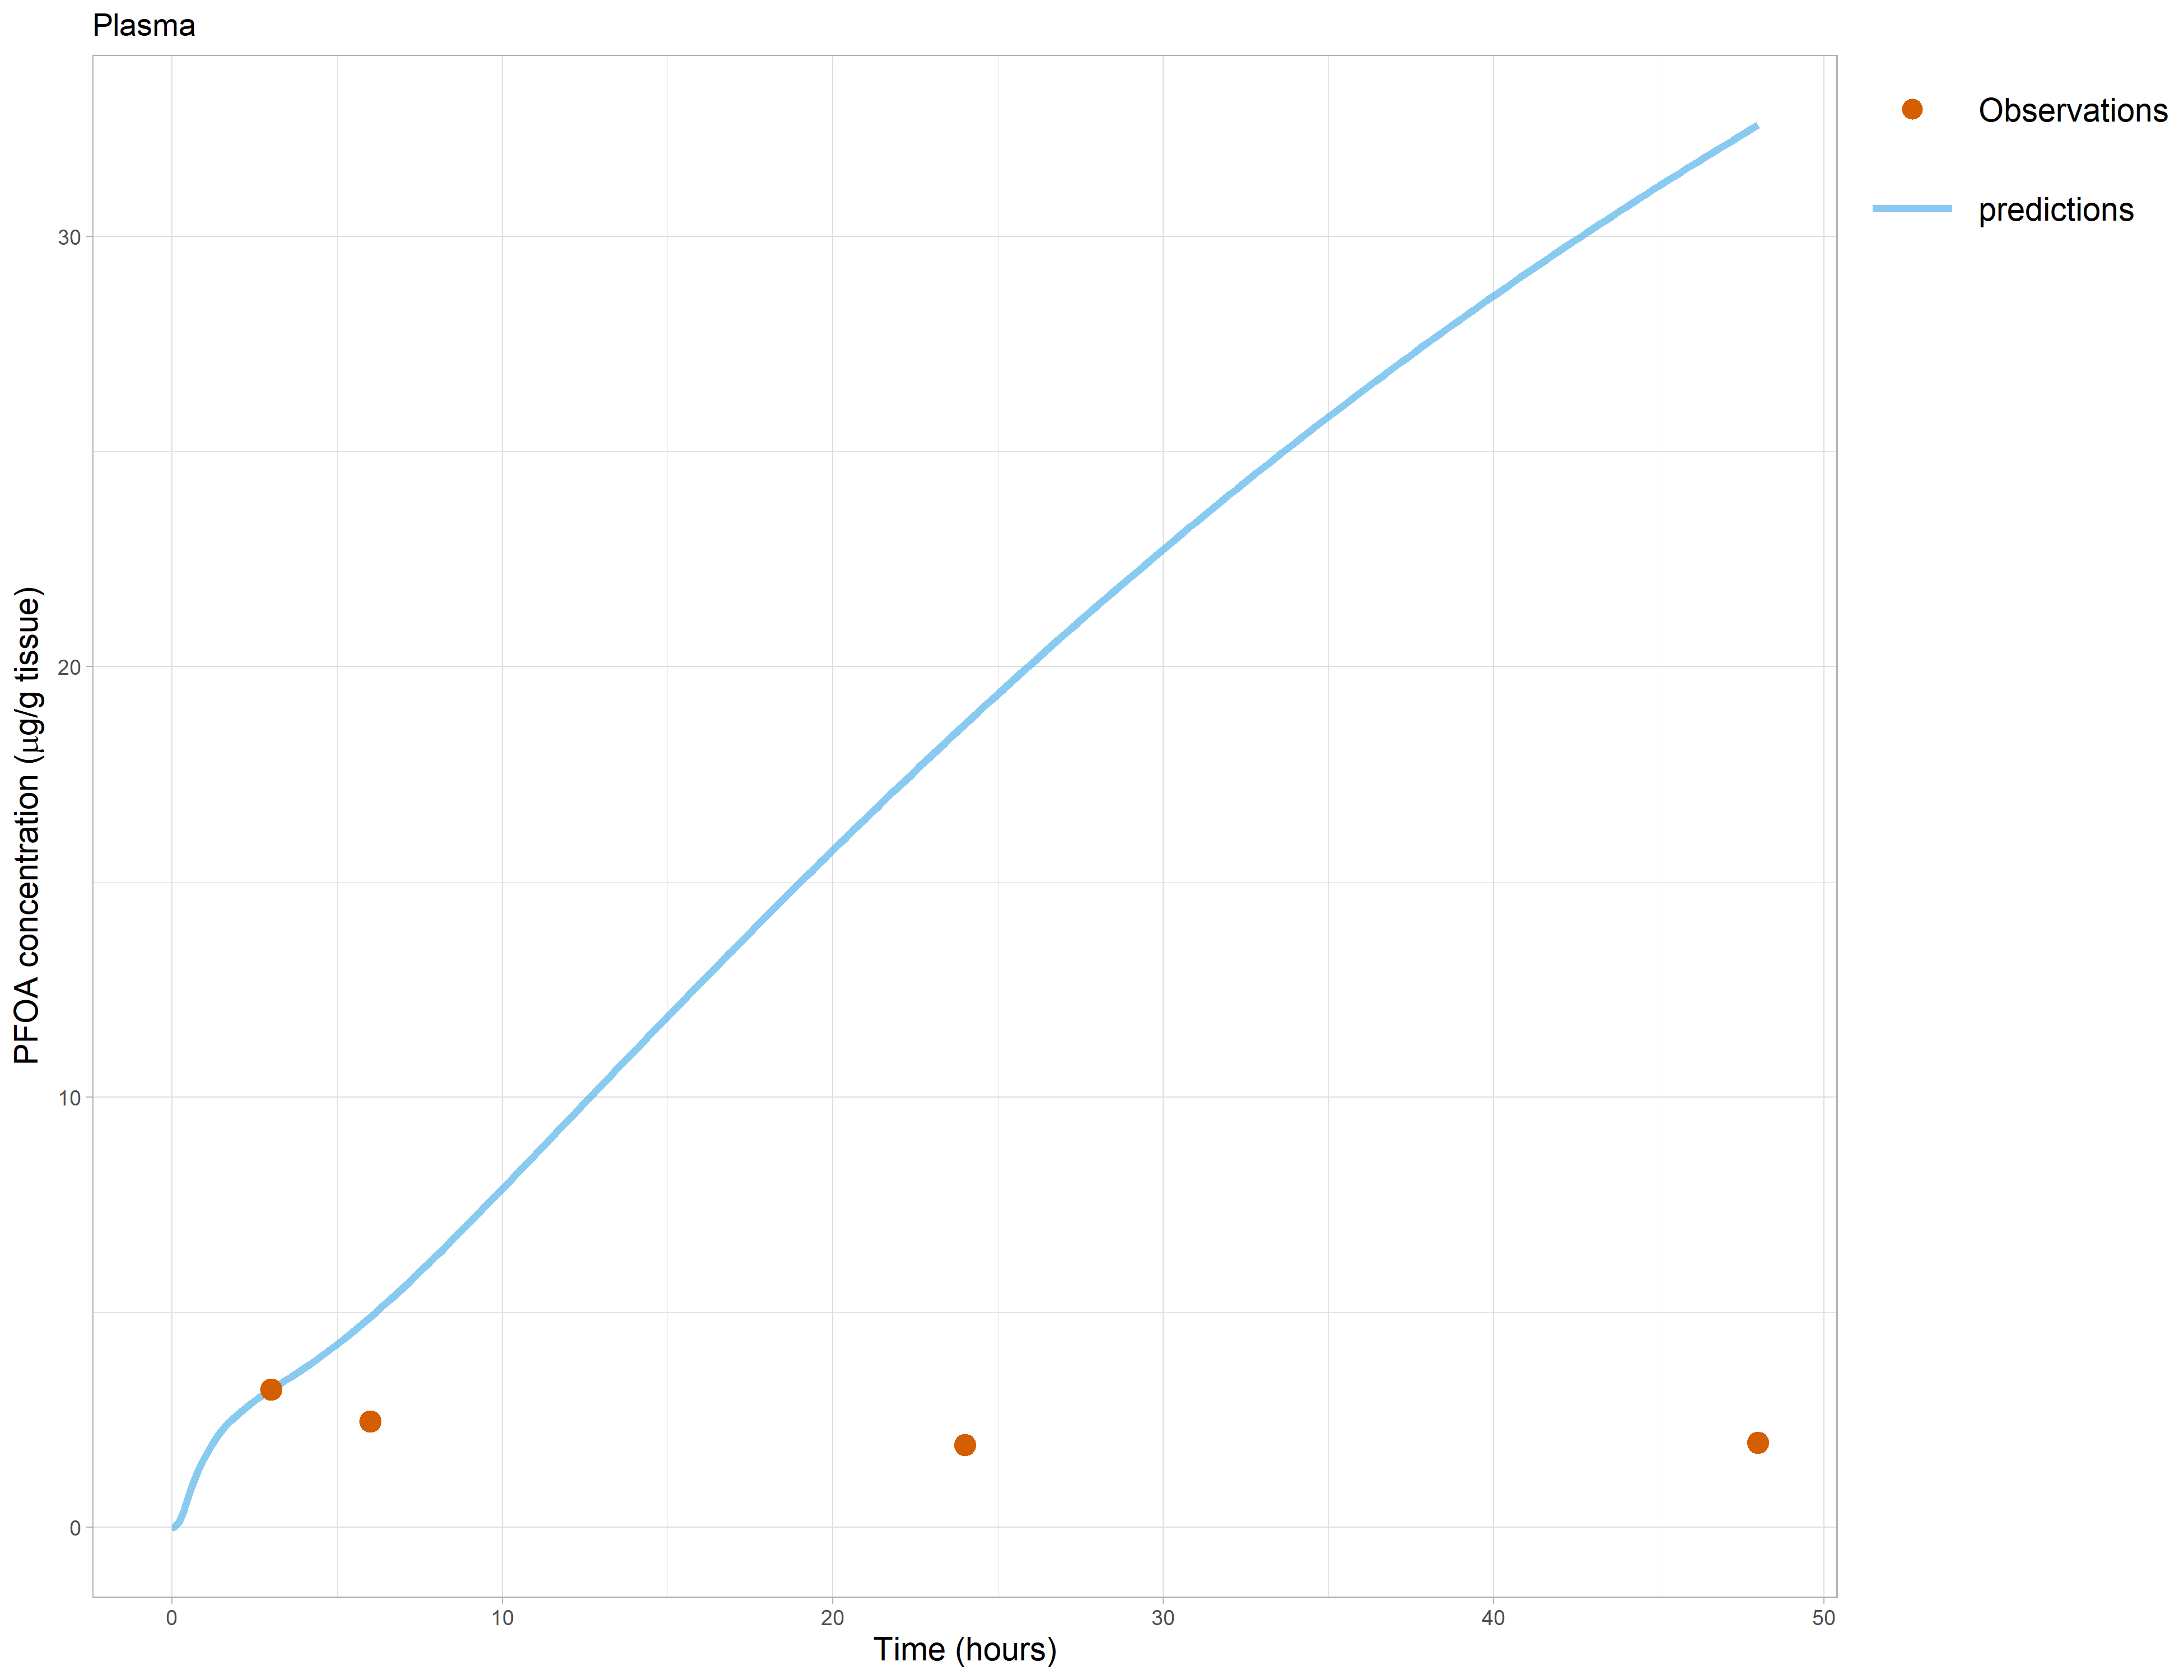 Plasma
Observations
predictions
PFOA concentration (μg/g tissue)
30
20
10
0
0 10 20 30 40 50
Time (hours)